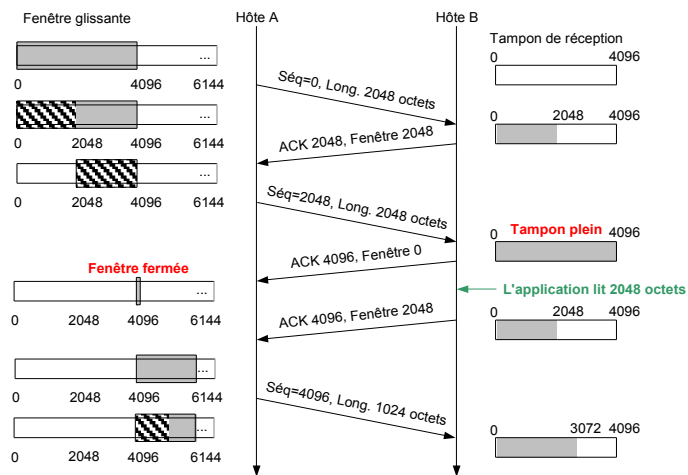 Fenêtre glissante
Hôte A
Hôte B
Tampon de réception
...
0 4096 6144
0 4096
Séq=0, Long. 2048 octets
0 2048 4096 6144
...
0 2048 4096
ACK 2048, Fenêtre 2048
...
0 2048 4096 6144
Séq=2048, Long. 2048 octets
Tampon plein
0 4096
ACK 4096, Fenêtre 0
Fenêtre fermée
...
0 2048 4096 6144
L'application lit 2048 octets
0 2048 4096
ACK 4096, Fenêtre 2048
...
0 2048 4096 6144
Séq=4096, Long. 1024 octets
...
0 2048 4096 6144
0 3072 4096